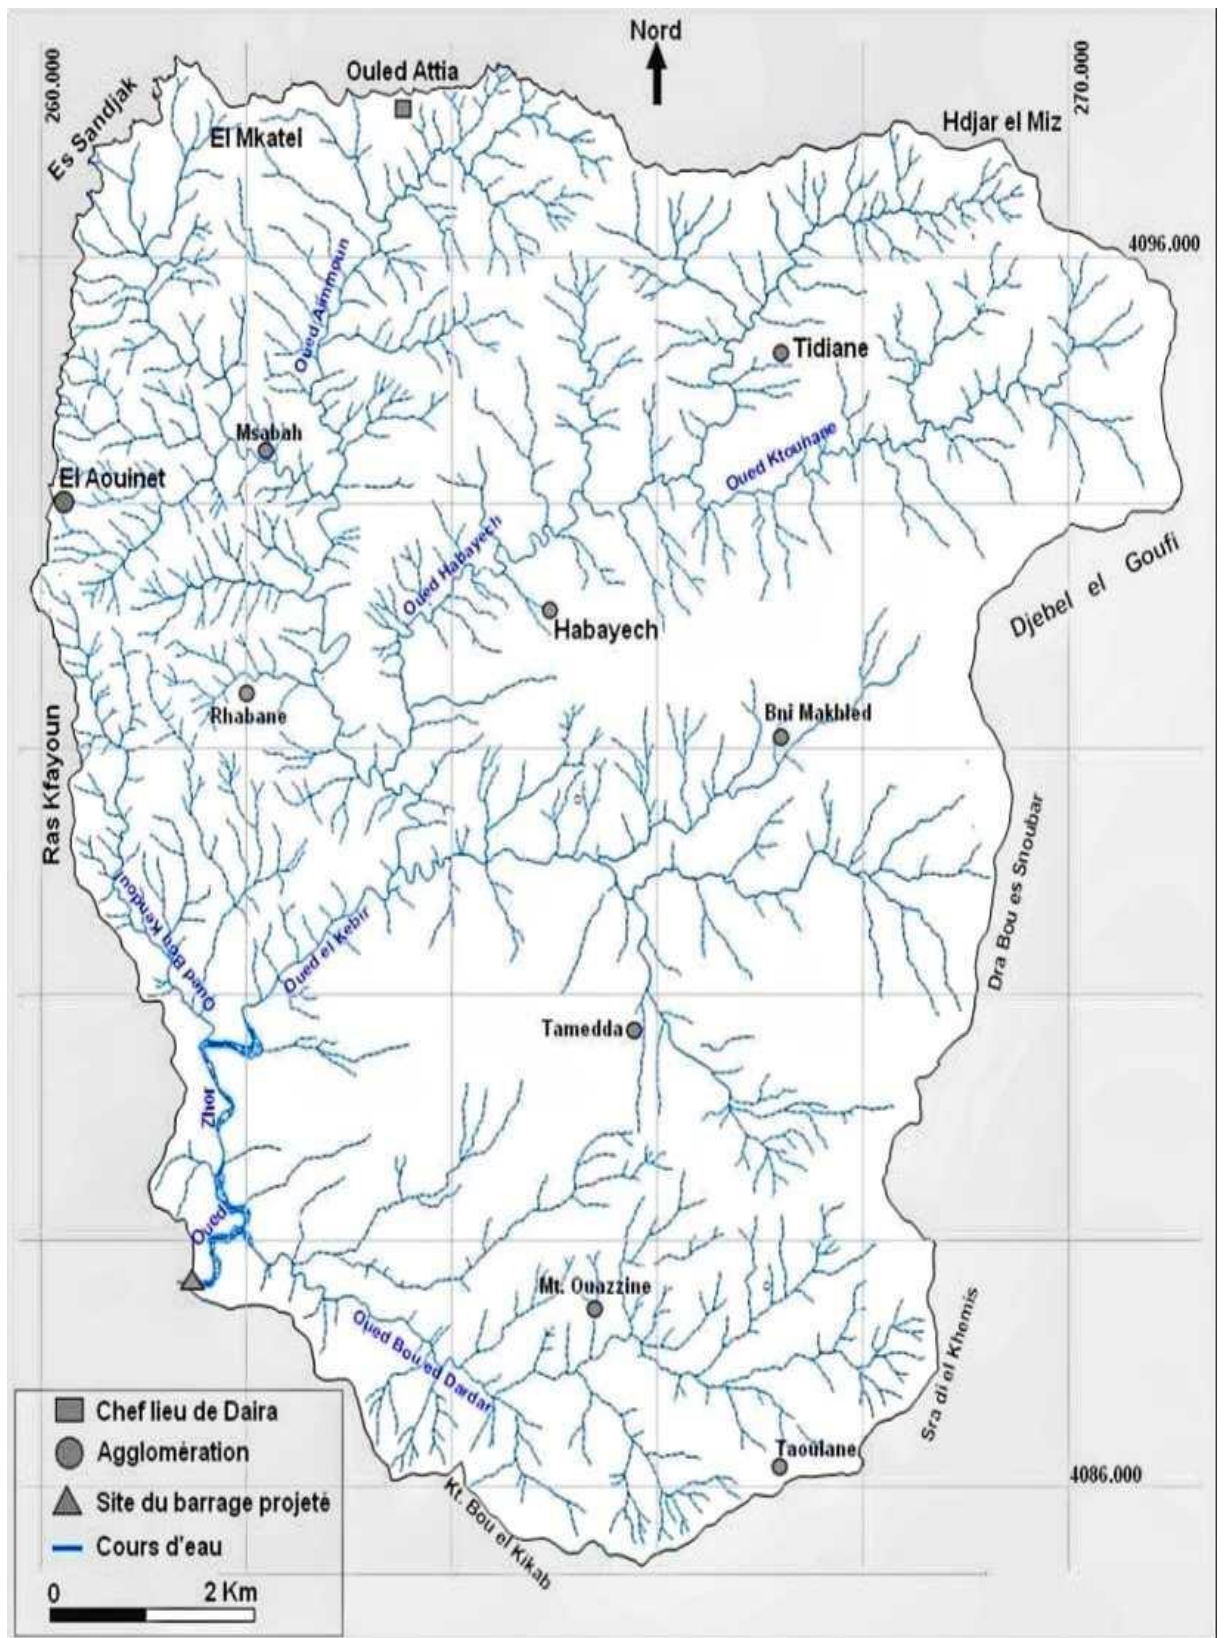 Nord
260.000
270.000
Ouled Attia
Es Sandjak
El Mkatel
Hdjar el Miz
4096.000
Oued Aïmmoun
Tidiane
Msabah
Oued Ktouhane
El Aouinet
Oued Habayech
Djebel el Goufi
Habayech
Rhabane
Bni Makhled
Ras Kfayoun
Dra Bou es Snoubar
Oued Bou Kendou
Oued el Kebir
Tamedda
Zhor
Oued
Mt. Ouazzine
Oued Bou ed Dardar
Sra di el Khemis
Taoulane
4086.000
Kt. Bou el Kikab
Chef lieu de Daira
Agglomération
Site du barrage projeté
Cours d'eau
0 2 Km